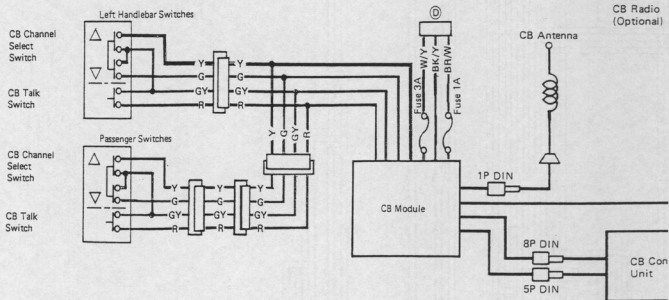 Left Handlebar Switches
CB Channel
Select
Switch
CB Talk
Switch
Y Y
G G
GY GY
R R
Passenger Switches
CB Channel
Select
Switch
CB Talk
Switch
Y G GY R
Y Y Y
G G G
GY GY GY
R R R
D
W/Y BK/Y BR/W
Fuse 3A
Fuse 1A
CB Module
CB Radio
(Optional)
CB Antenna
1P DIN
8P DIN
5P DIN
CB Con
Unit